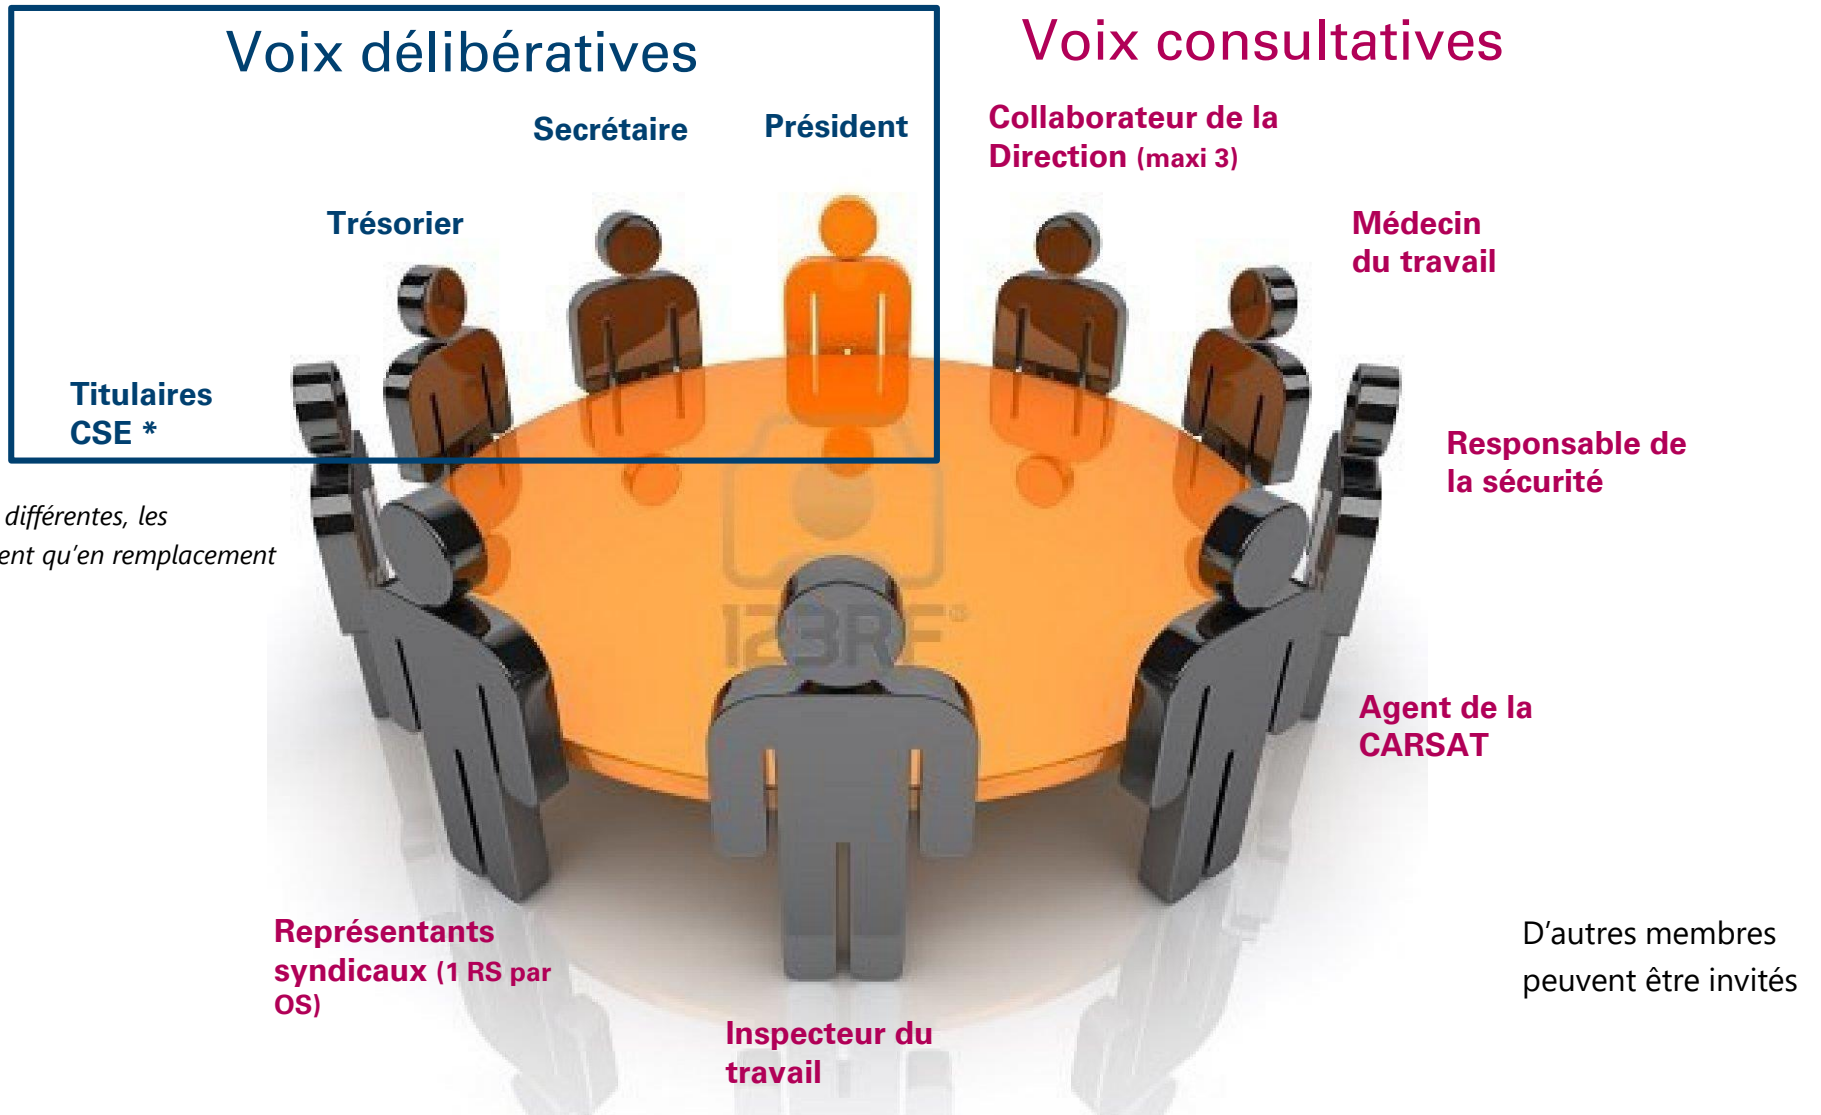 Voix délibératives
Voix consultatives
Secrétaire
Président
Collaborateur de la
Direction (maxi 3)
Trésorier
Médecin
du travail
Titulaires
CSE *
Responsable de
la sécurité
différentes, les
qu'en remplacement
123RF®
Agent de la
CARSAT
Représentants
syndicaux (1 RS par
OS)
Inspecteur du
travail
D'autres membres
peuvent être invités